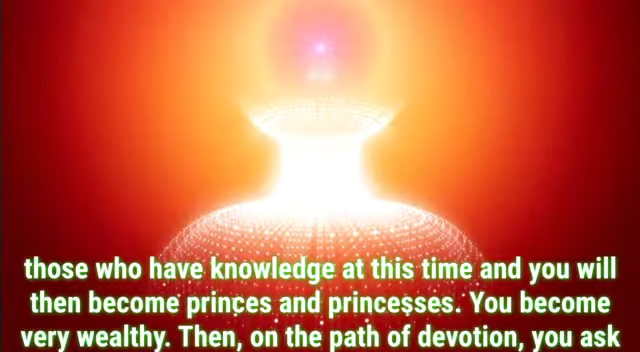 those who have knowledge at this time and you will
then become princes and princesses. You become
very wealthy. Then, on the path of devotion, you ask